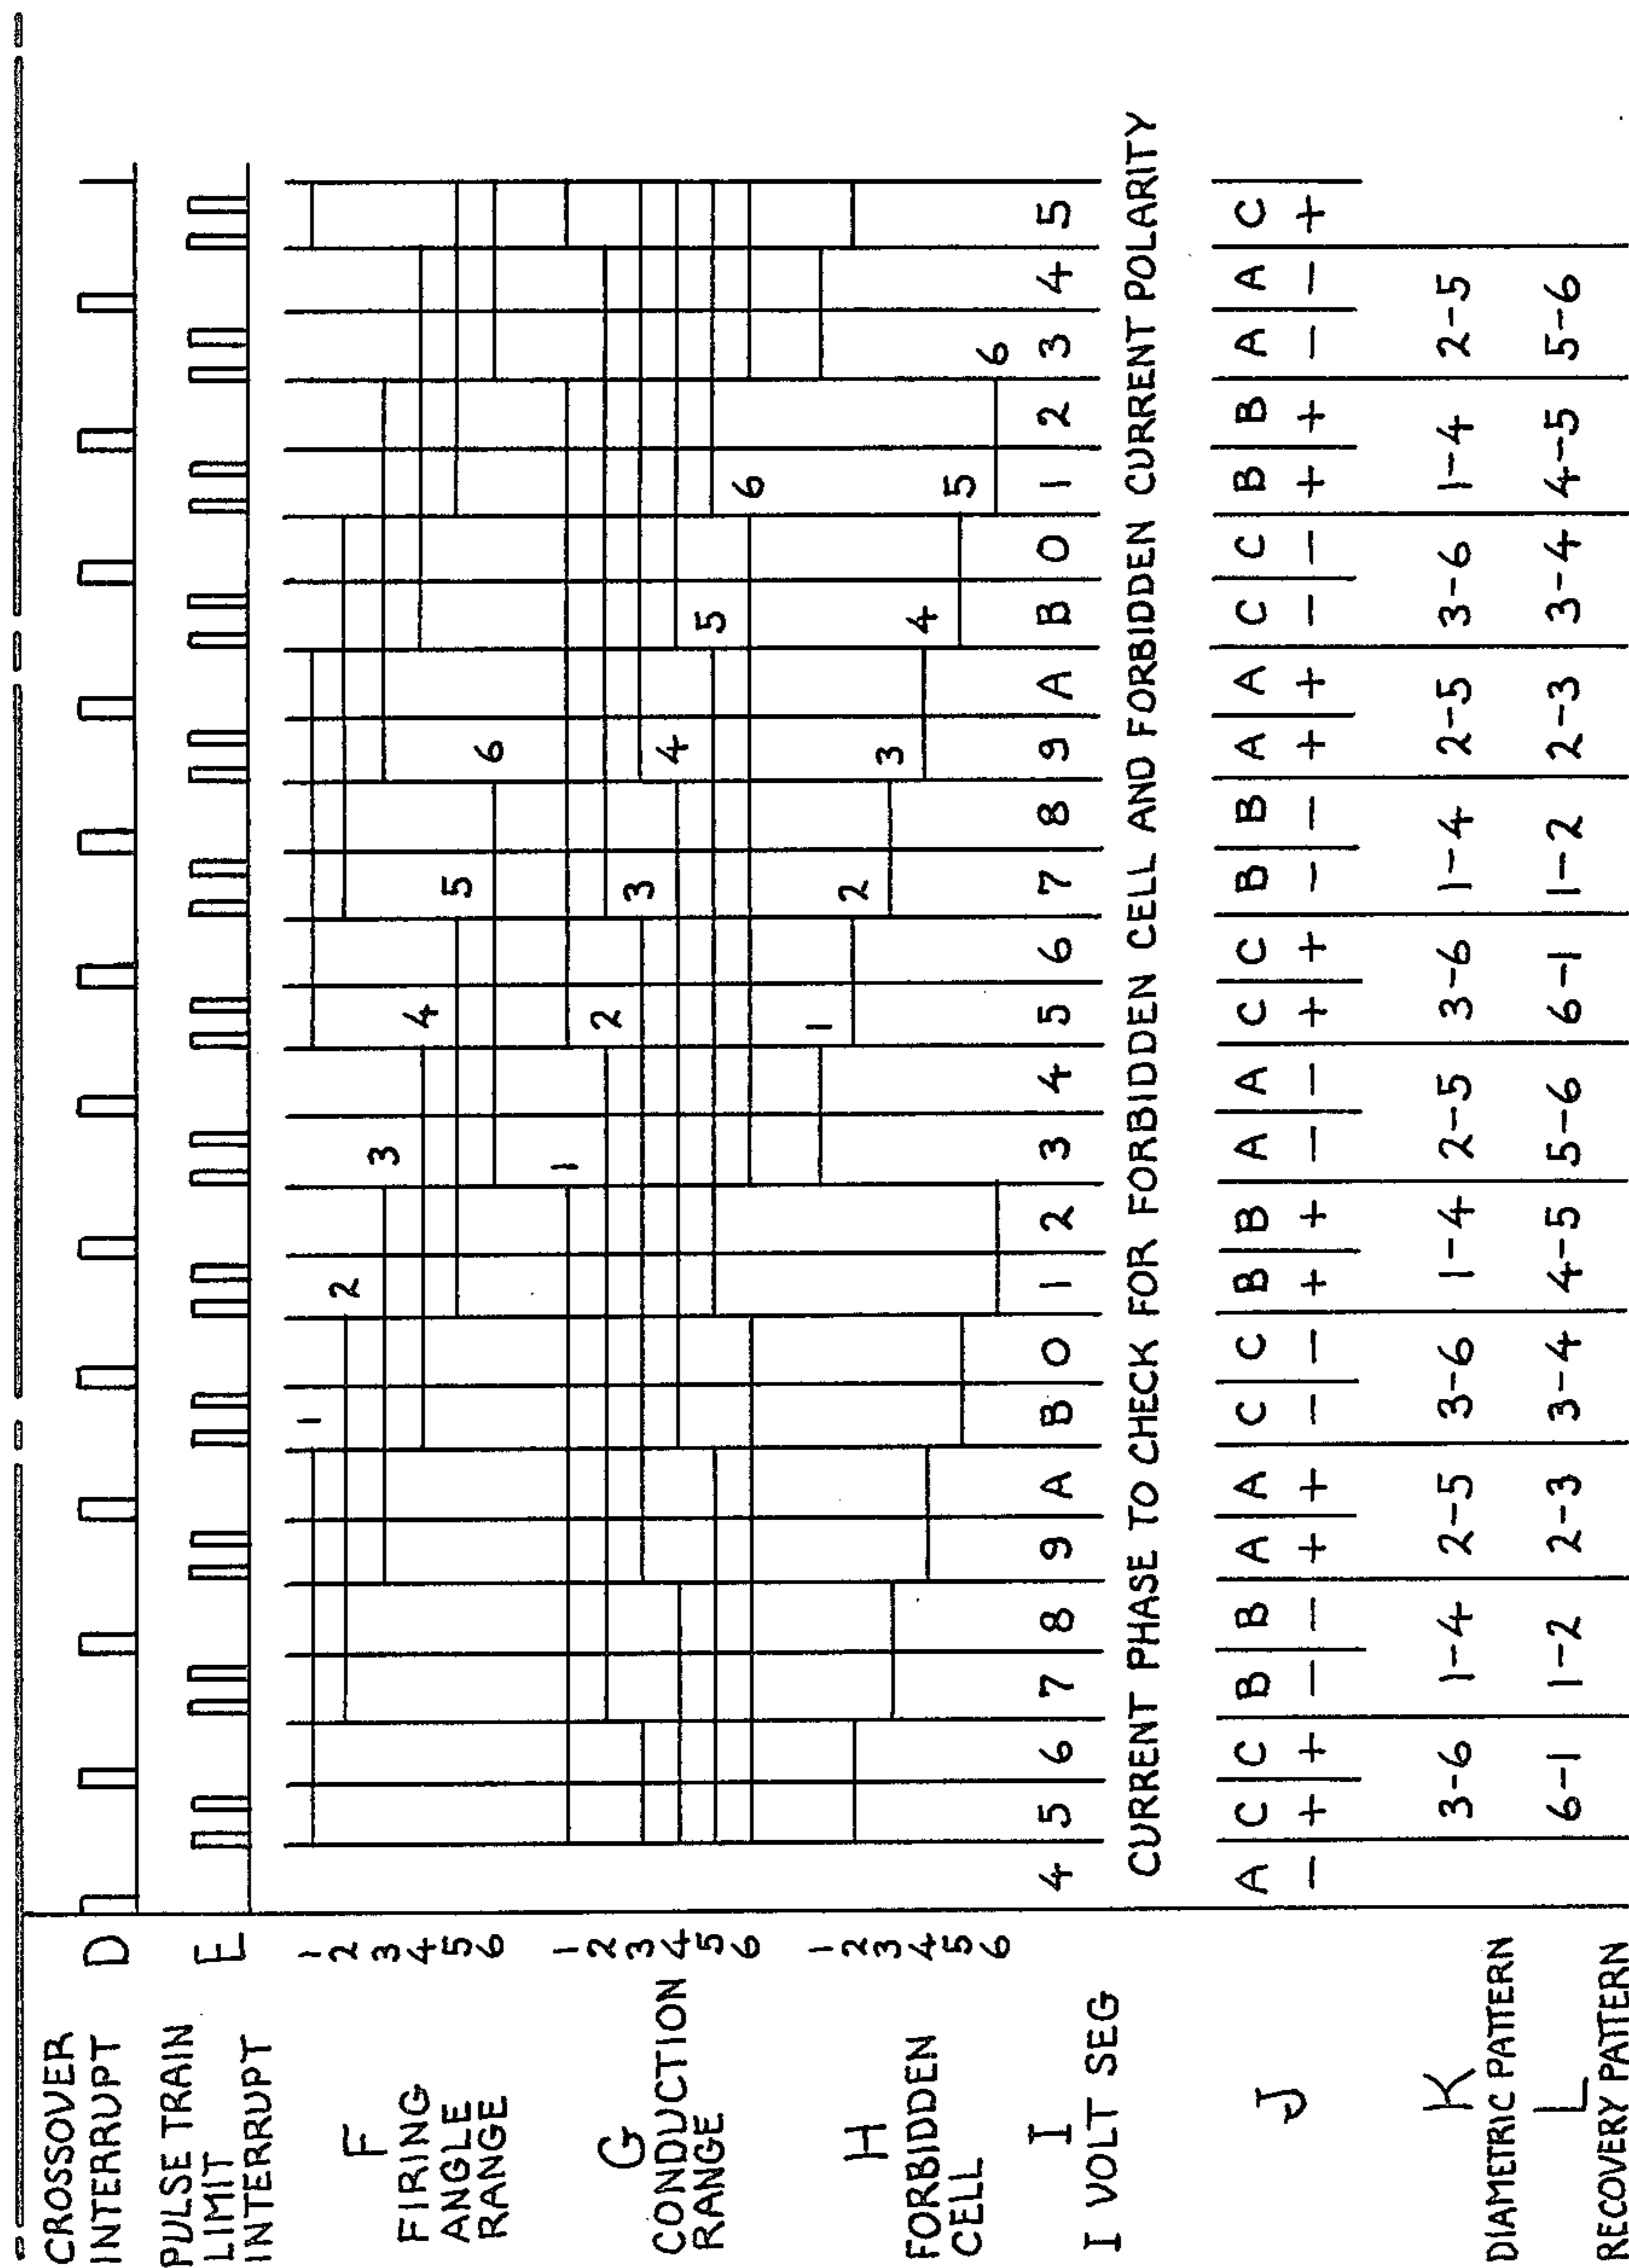 CROSSOVER
INTERRUPT D
PULSE TRAIN
LIMIT
INTERRUPT E
F
FIRING
ANGLE
RANGE
1 1
2 2
3 3
4 4
5 5
6 6
G
CONDUCTION
RANGE
1 1
2 2
3 3
4 4
5 5
6 6
H
FORBIDDEN
CELL
1 1
2 2
3 3
4 4
5 5
6 6
I
I VOLT SEG
4 5 6 7 8 9 A B 0 1 2 3 4 5 6 7 8 9 A B 0 1 2 3 4 5
CURRENT PHASE TO CHECK FOR FORBIDDEN CELL AND FORBIDDEN CURRENT POLARITY
J
A C C B B A A C C B B A A C C B B A A C C B B A A C
− + + − − + + − − + + − − + + − − + + − − + + − − +
K
DIAMETRIC PATTERN
3-6 1-4 2-5 3-6 1-4 2-5 3-6 1-4 2-5 3-6 1-4 2-5
L
RECOVERY PATTERN
6-1 1-2 2-3 3-4 4-5 5-6 6-1 1-2 2-3 3-4 4-5 5-6